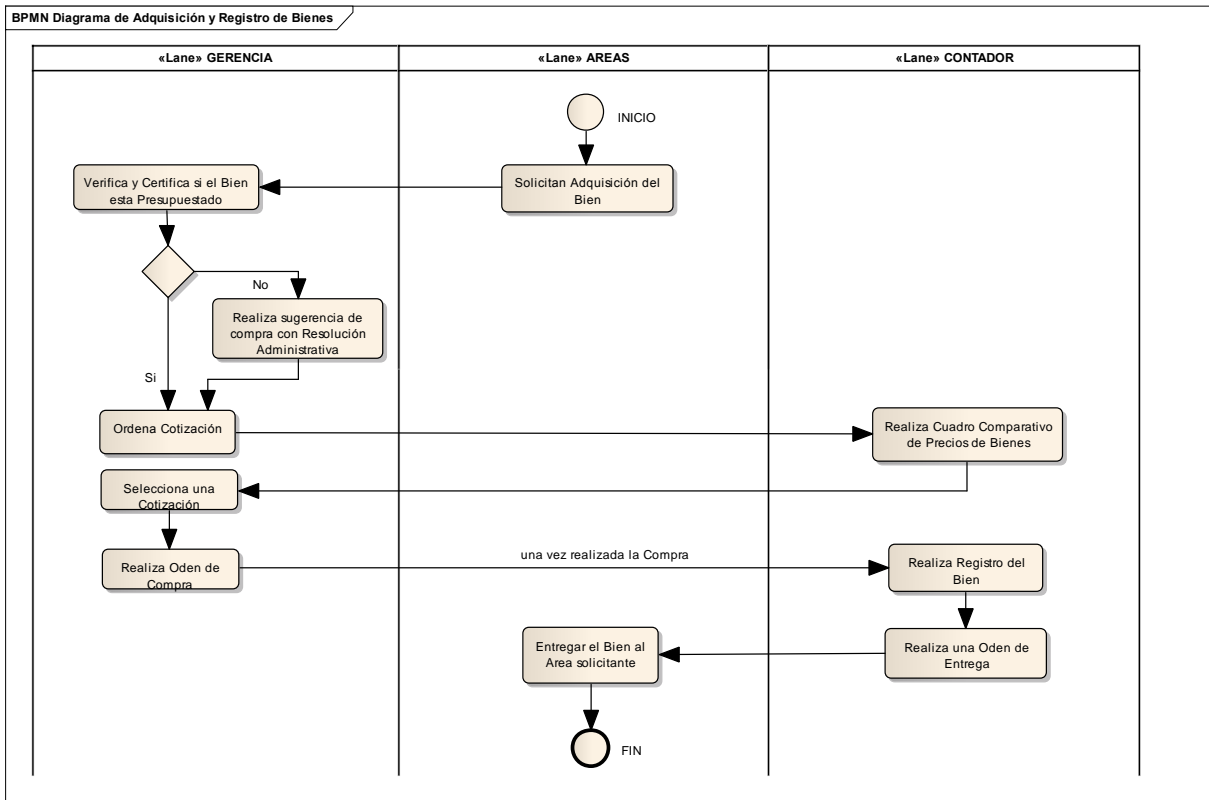 BPMN Diagrama de Adquisición y Registro de Bienes
«Lane» GERENCIA
«Lane» AREAS
«Lane» CONTADOR
INICIO
Solicitan Adquisición del
Bien
Verifica y Certifica si el Bien
esta Presupuestado
No
Realiza sugerencia de
compra con Resolución
Administrativa
Si
Ordena Cotización
Realiza Cuadro Comparativo
de Precios de Bienes
Selecciona una
Cotización
Realiza Oden de
Compra
una vez realizada la Compra
Realiza Registro del
Bien
Realiza una Oden de
Entrega
Entregar el Bien al
Area solicitante
FIN